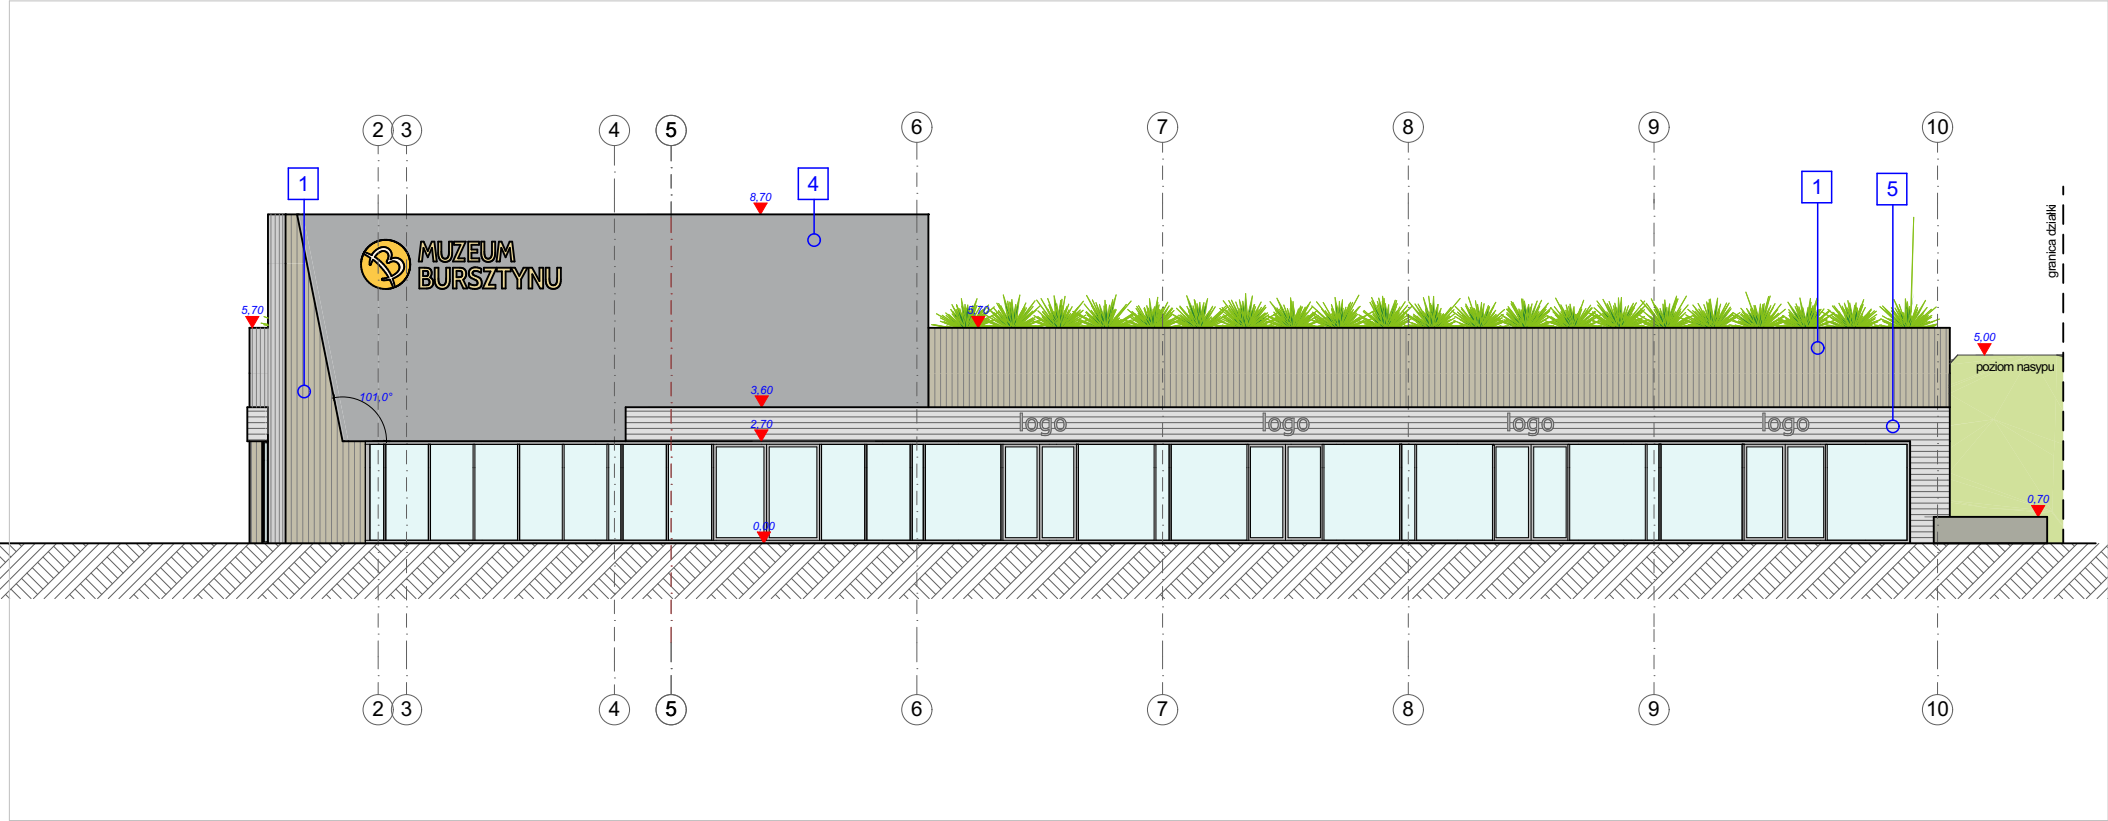 2 3 4 5 6 7 8 9 10
1 4 1 5
8,70
granica działki
MUZEUM
BURSZTYNU
5,70 5,70
5,00
poziom nasypu
3,60
101,0°
2,70
logo logo logo logo
0,70
0,00
2 3 4 5 6 7 8 9 10